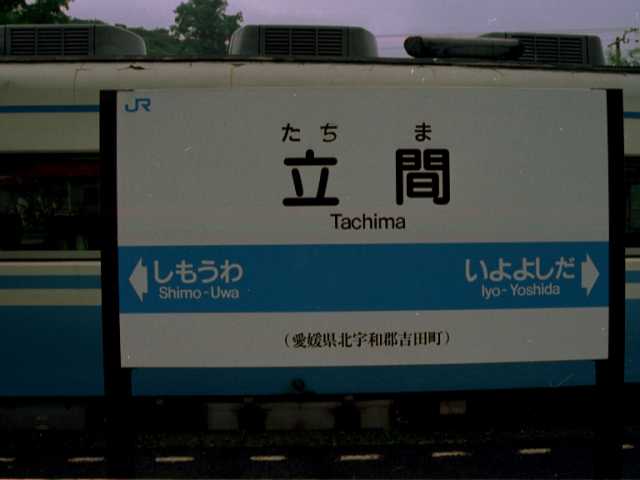 JR
たちま
立間
Tachima
しもうわ いよよしだ
Shimo-Uwa Iyo-Yoshida
(愛媛県北宇和郡吉田町)